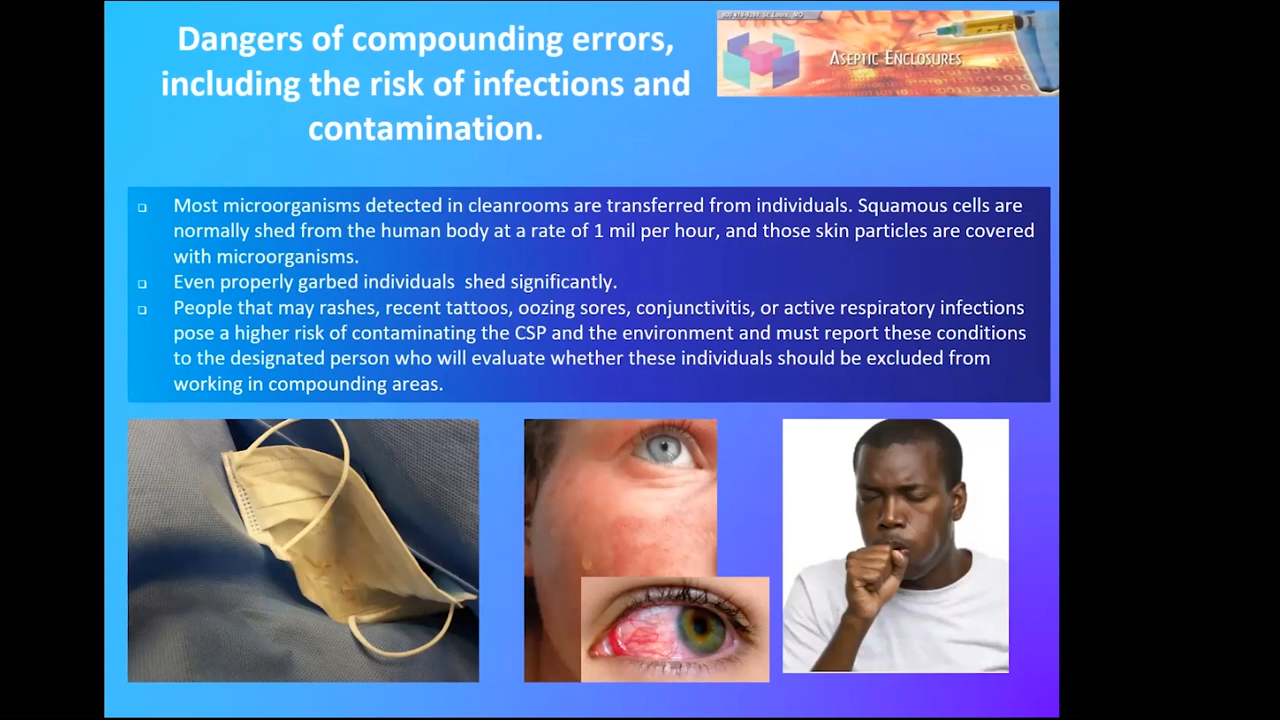 Dangers of compounding errors,
including the risk of infections and
contamination.
ASEPTIC ENCLOSURES
Most microorganisms detected in cleanrooms are transferred from individuals. Squamous cells are
normally shed from the human body at a rate of 1 mil per hour, and those skin particles are covered
with microorganisms.
Even properly garbed individuals  shed significantly.
People that may rashes, recent tattoos, oozing sores, conjunctivitis, or active respiratory infections
pose a higher risk of contaminating the CSP and the environment and must report these conditions
to the designated person who will evaluate whether these individuals should be excluded from
working in compounding areas.